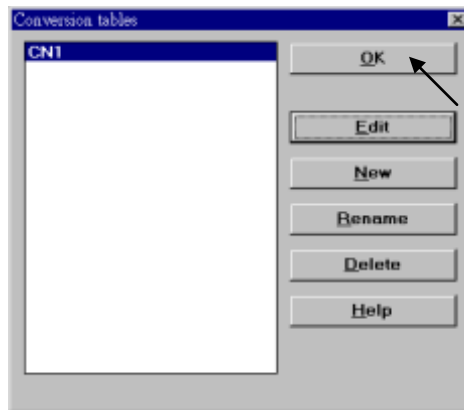 Conversion tables
CN1
OK
Edit
New
Rename
Delete
Help